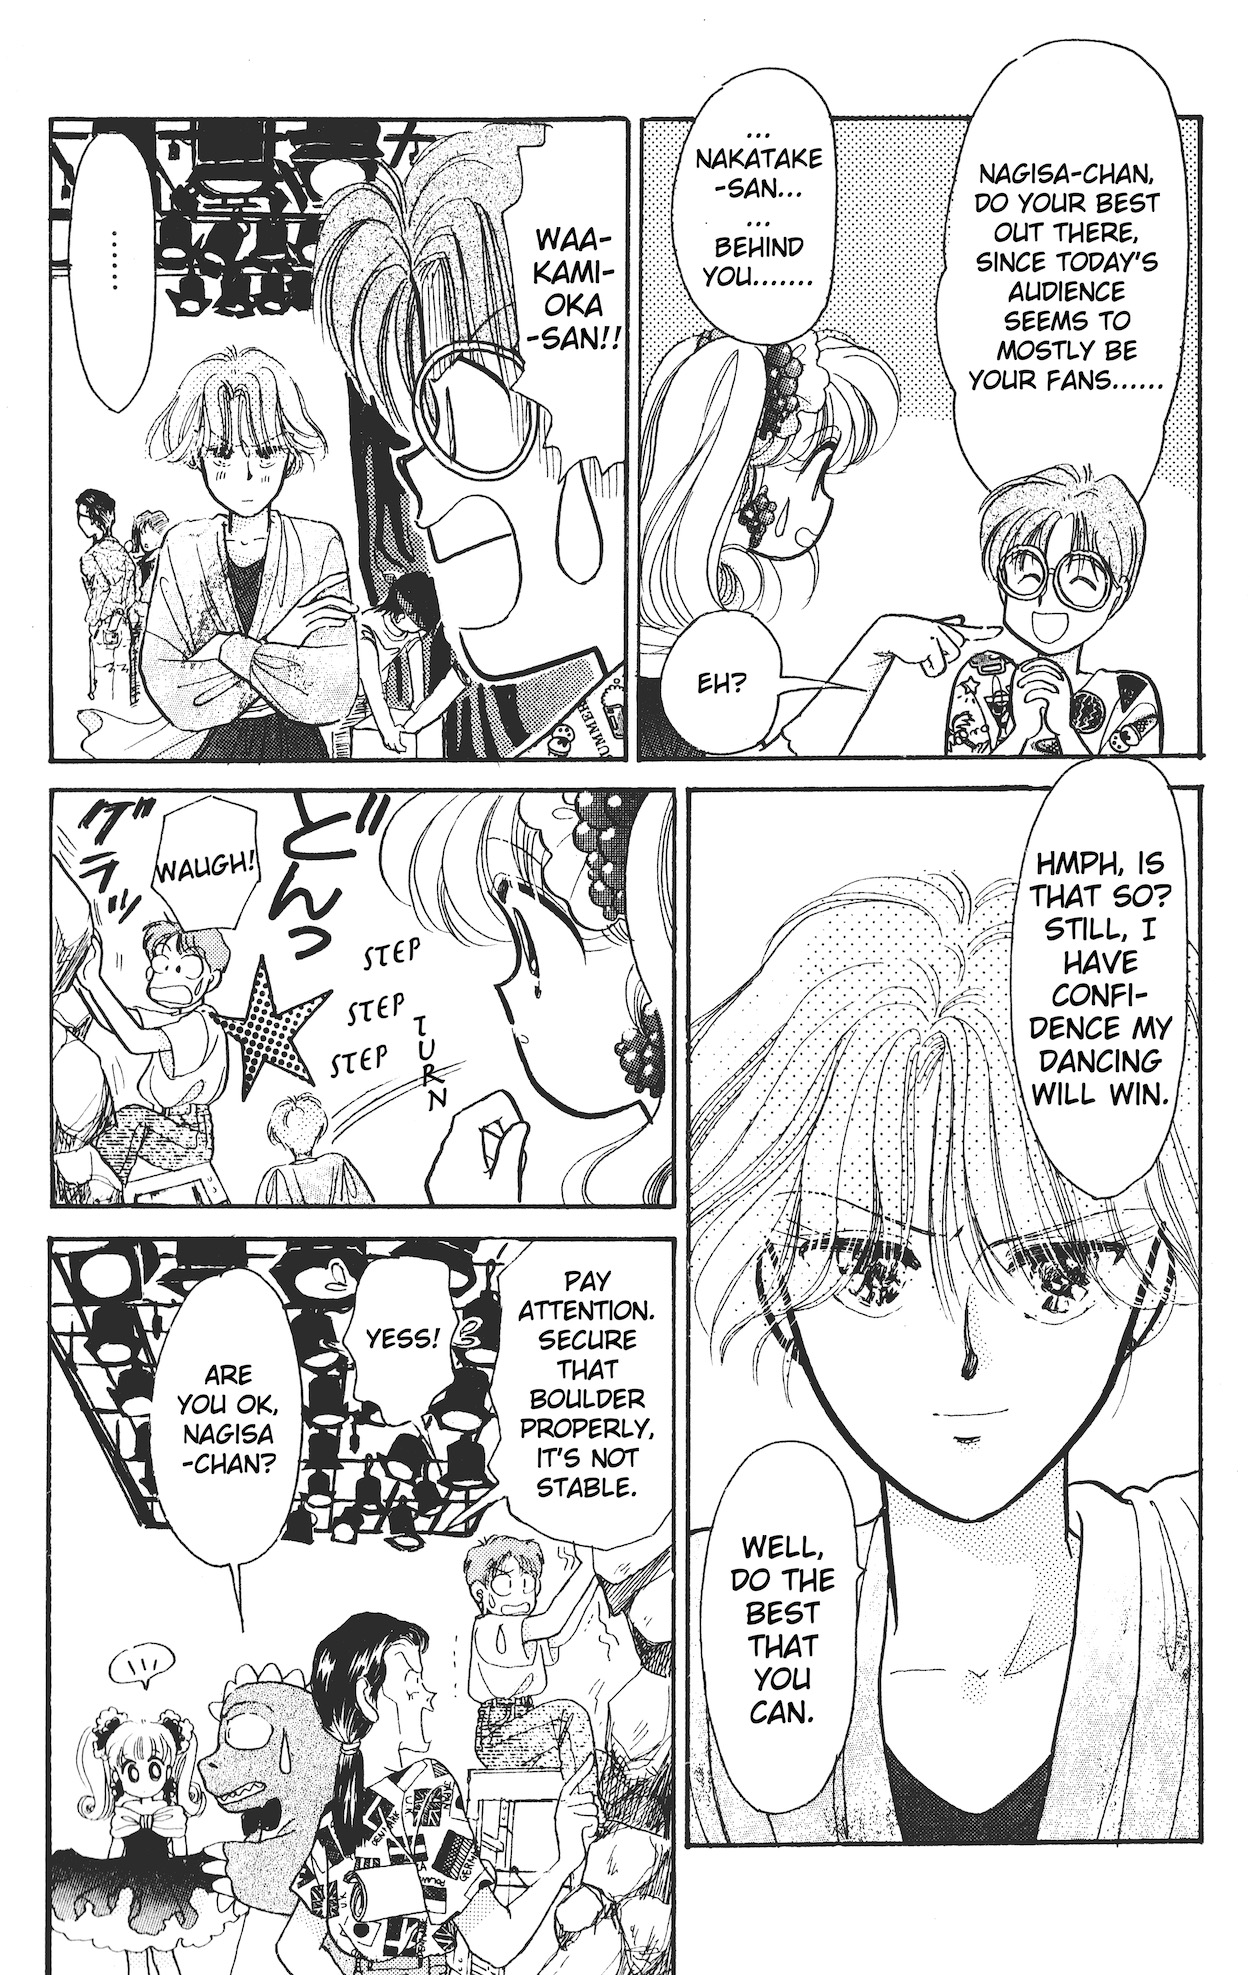 NAGISA-CHAN,
DO YOUR BEST
OUT THERE,
SINCE TODAY'S
AUDIENCE
SEEMS TO
MOSTLY BE
YOUR FANS......
...
NAKATAKE
-SAN...
...
BEHIND
YOU.......
EH?
WAA-
KAMI-
OKA
-SAN!!
........
HMPH, IS
THAT SO?
STILL, I
HAVE
CONFI-
DENCE MY
DANCING
WILL WIN.
WELL,
DO THE
BEST
THAT
YOU
CAN.
STEP
STEP
STEP
TURN
どんっ
WAUGH!
グラッ
PAY
ATTENTION.
SECURE
THAT
BOULDER
PROPERLY,
IT'S NOT
STABLE.
YESS!
ARE
YOU OK,
NAGISA
-CHAN?
U.K
GERMAN
U.K